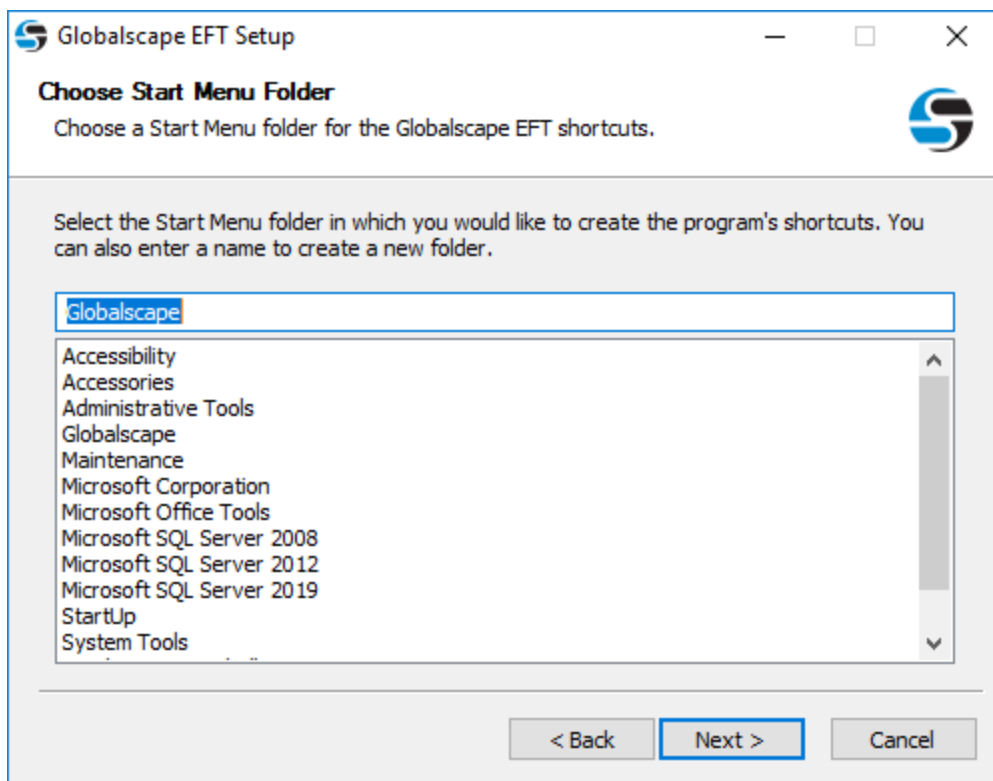 Globalscape EFT Setup
Choose Start Menu Folder
Choose a Start Menu folder for the Globalscape EFT shortcuts.
Select the Start Menu folder in which you would like to create the program's shortcuts. You
can also enter a name to create a new folder.
Globalscape
Accessibility
Accessories
Administrative Tools
Globalscape
Maintenance
Microsoft Corporation
Microsoft Office Tools
Microsoft SQL Server 2008
Microsoft SQL Server 2012
Microsoft SQL Server 2019
StartUp
System Tools
< Back Next > Cancel